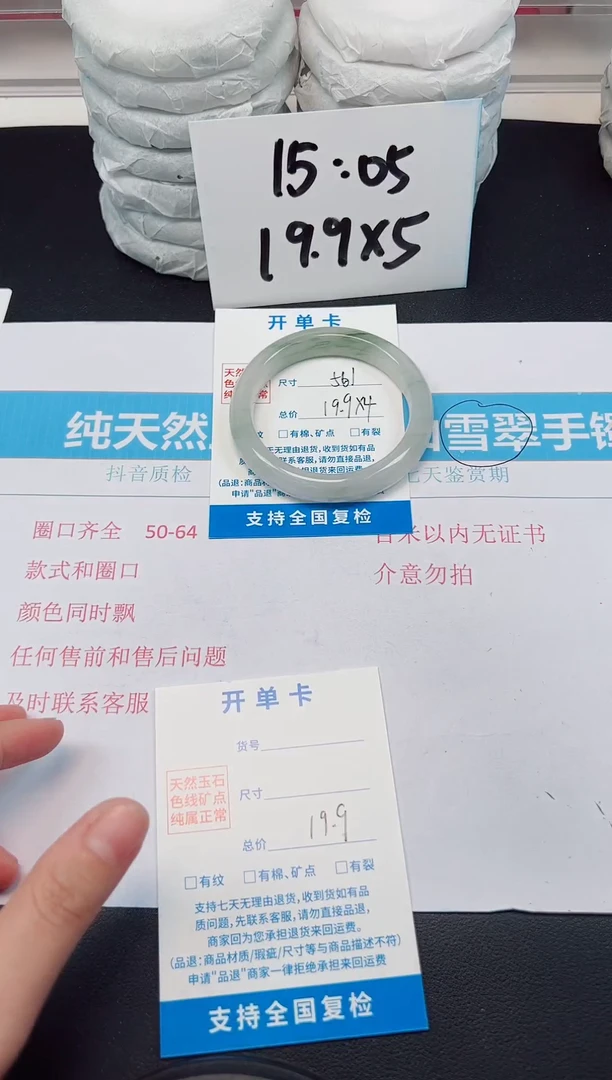 15:05
19.9x5
开单卡
尺寸 561
总价 19.9x4
有棉、矿点 有裂
支持全国复检
纯天然
雪翠手镯
抖音质检
七天鉴赏期
圈口齐全 50-64
百米以内无证书
款式和圈口
介意勿拍
颜色同时飘
任何售前和售后问题
及时联系客服
开单卡
货号
天然玉石
色线矿点
纯属正常
尺寸
总价 19.9
有纹 有棉、矿点 有裂
支持七天无理由退货,收到货如有品
质问题,先联系客服,请勿直接品退,
商家回为您承担退货来回运费。
(品退:商品材质/瑕疵/尺寸等与商品描述不符)
申请“品退”商家一律拒绝承担来回运费
支持全国复检